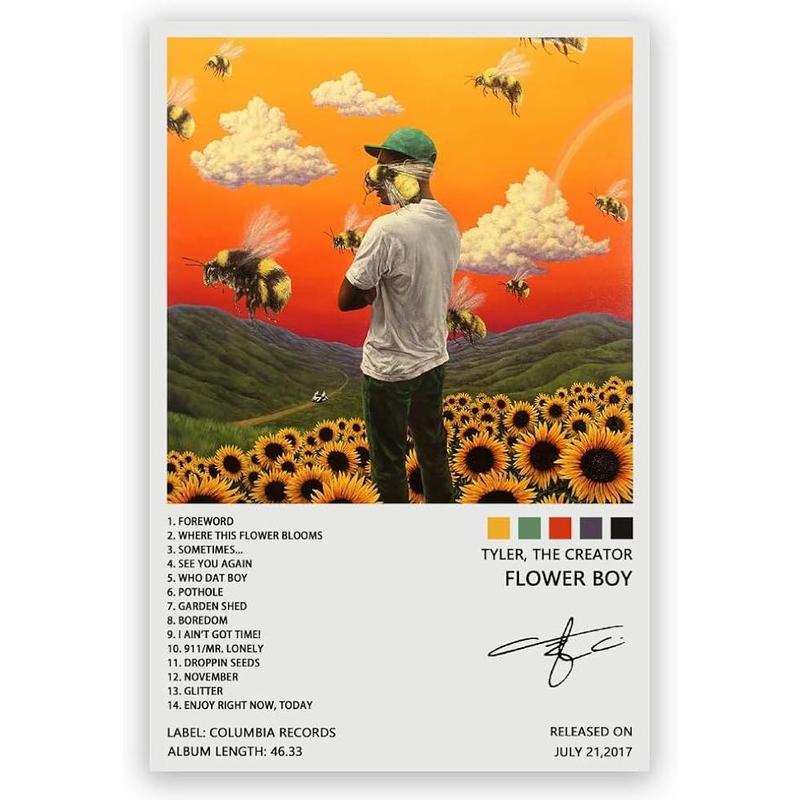 1. FOREWORD
2. WHERE THIS FLOWER BLOOMS
3. SOMETIMES...
4. SEE YOU AGAIN
5. WHO DAT BOY
6. POTHOLE
7. GARDEN SHED
8. BOREDOM
9. I AIN'T GOT TIME!
10. 911/MR. LONELY
11. DROPPIN SEEDS
12. NOVEMBER
13. GLITTER
14. ENJOY RIGHT NOW, TODAY
TYLER, THE CREATOR
FLOWER BOY
LABEL: COLUMBIA RECORDS
ALBUM LENGTH: 46.33
RELEASED ON
JULY 21,2017